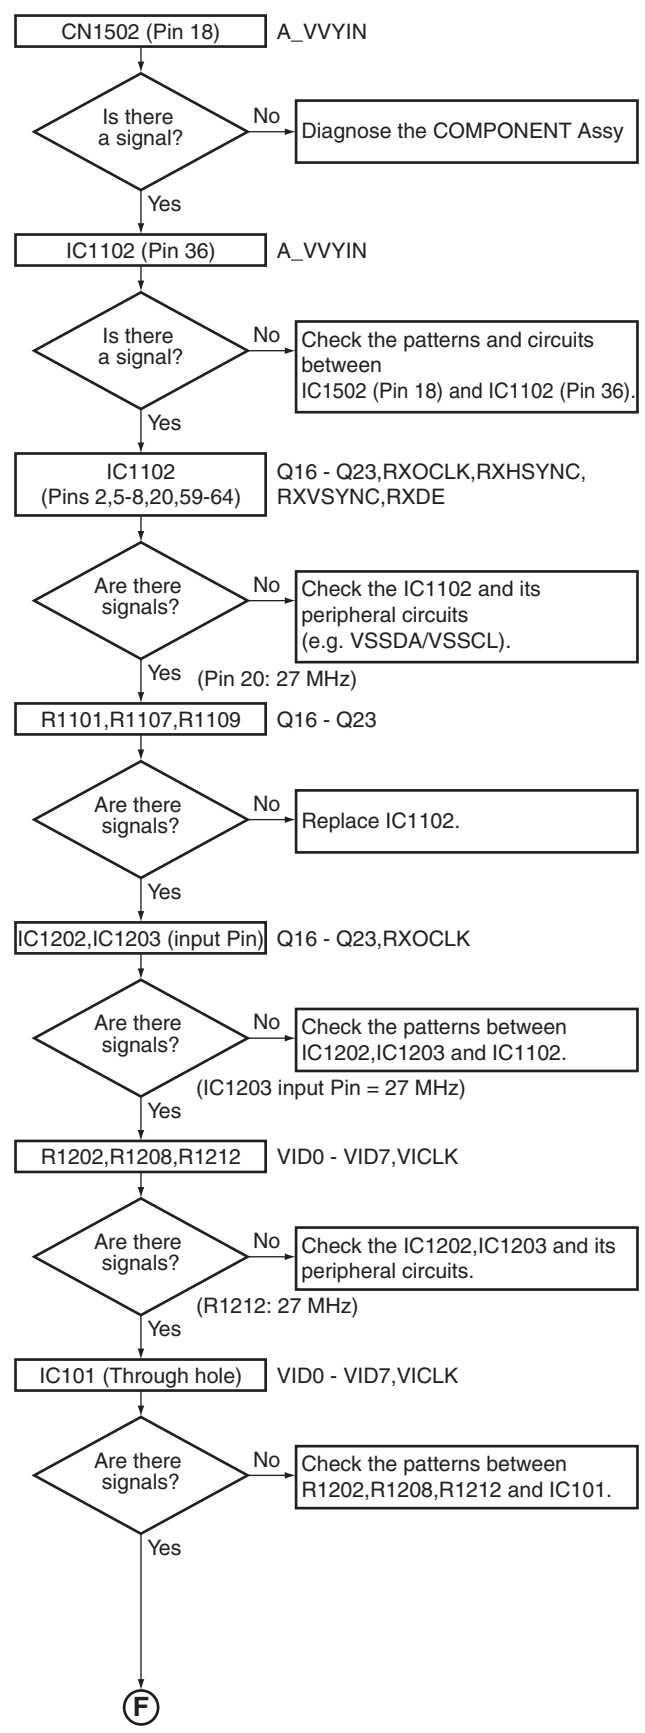 CN1502 (Pin 18)
A_VVYIN
Is there
a signal?
No
Diagnose the COMPONENT Assy
Yes
IC1102 (Pin 36)
A_VVYIN
Is there
a signal?
No
Check the patterns and circuits
between
IC1502 (Pin 18) and IC1102 (Pin 36).
Yes
IC1102
(Pins 2,5-8,20,59-64)
Q16 - Q23,RXOCLK,RXHSYNC,
RXVSYNC,RXDE
Are there
signals?
No
Check the IC1102 and its
peripheral circuits
(e.g. VSSDA/VSSCL).
Yes
(Pin 20: 27 MHz)
R1101,R1107,R1109
Q16 - Q23
Are there
signals?
No
Replace IC1102.
Yes
IC1202,IC1203 (input Pin)
Q16 - Q23,RXOCLK
Are there
signals?
No
Check the patterns between
IC1202,IC1203 and IC1102.
(IC1203 input Pin = 27 MHz)
Yes
R1202,R1208,R1212
VID0 - VID7,VICLK
Are there
signals?
No
Check the IC1202,IC1203 and its
peripheral circuits.
(R1212: 27 MHz)
Yes
IC101 (Through hole)
VID0 - VID7,VICLK
Are there
signals?
No
Check the patterns between
R1202,R1208,R1212 and IC101.
Yes
F